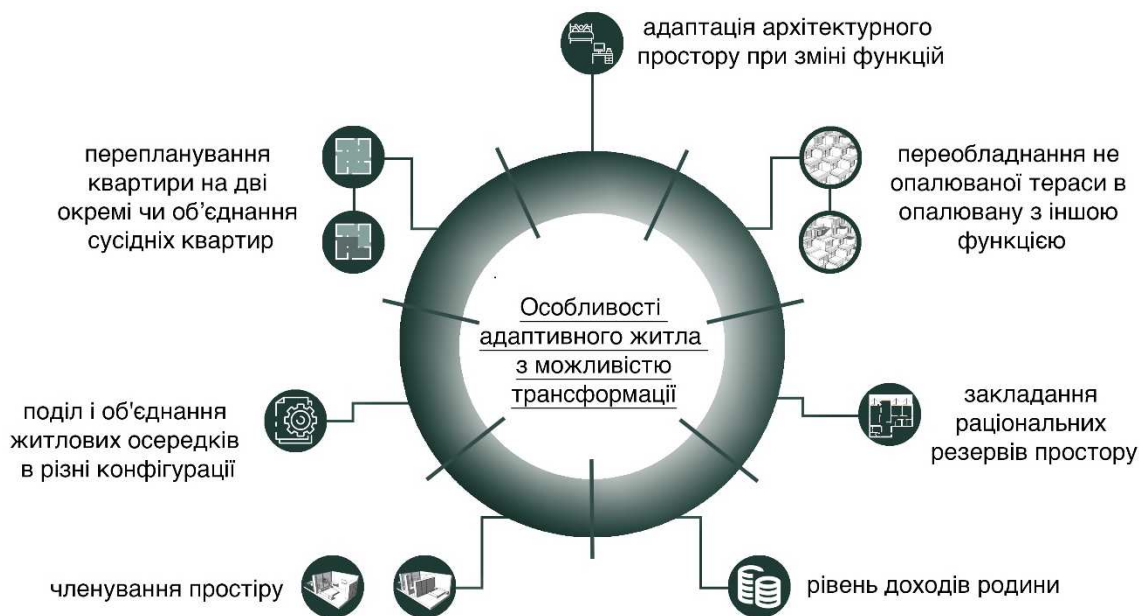 адаптація архітектурного
простору при зміні функцій
перепланування
квартири на дві
окремі чи об’єднання
сусідніх квартир
переобладнання не
опалюваної тераси в
опалювану з іншою
функцією
Особливості
адаптивного житла
з можливістю
трансформації
поділ і об'єднання
житлових осередків
в різні конфігурації
закладання
раціональних
резервів простору
членування простіру
рівень доходів родини